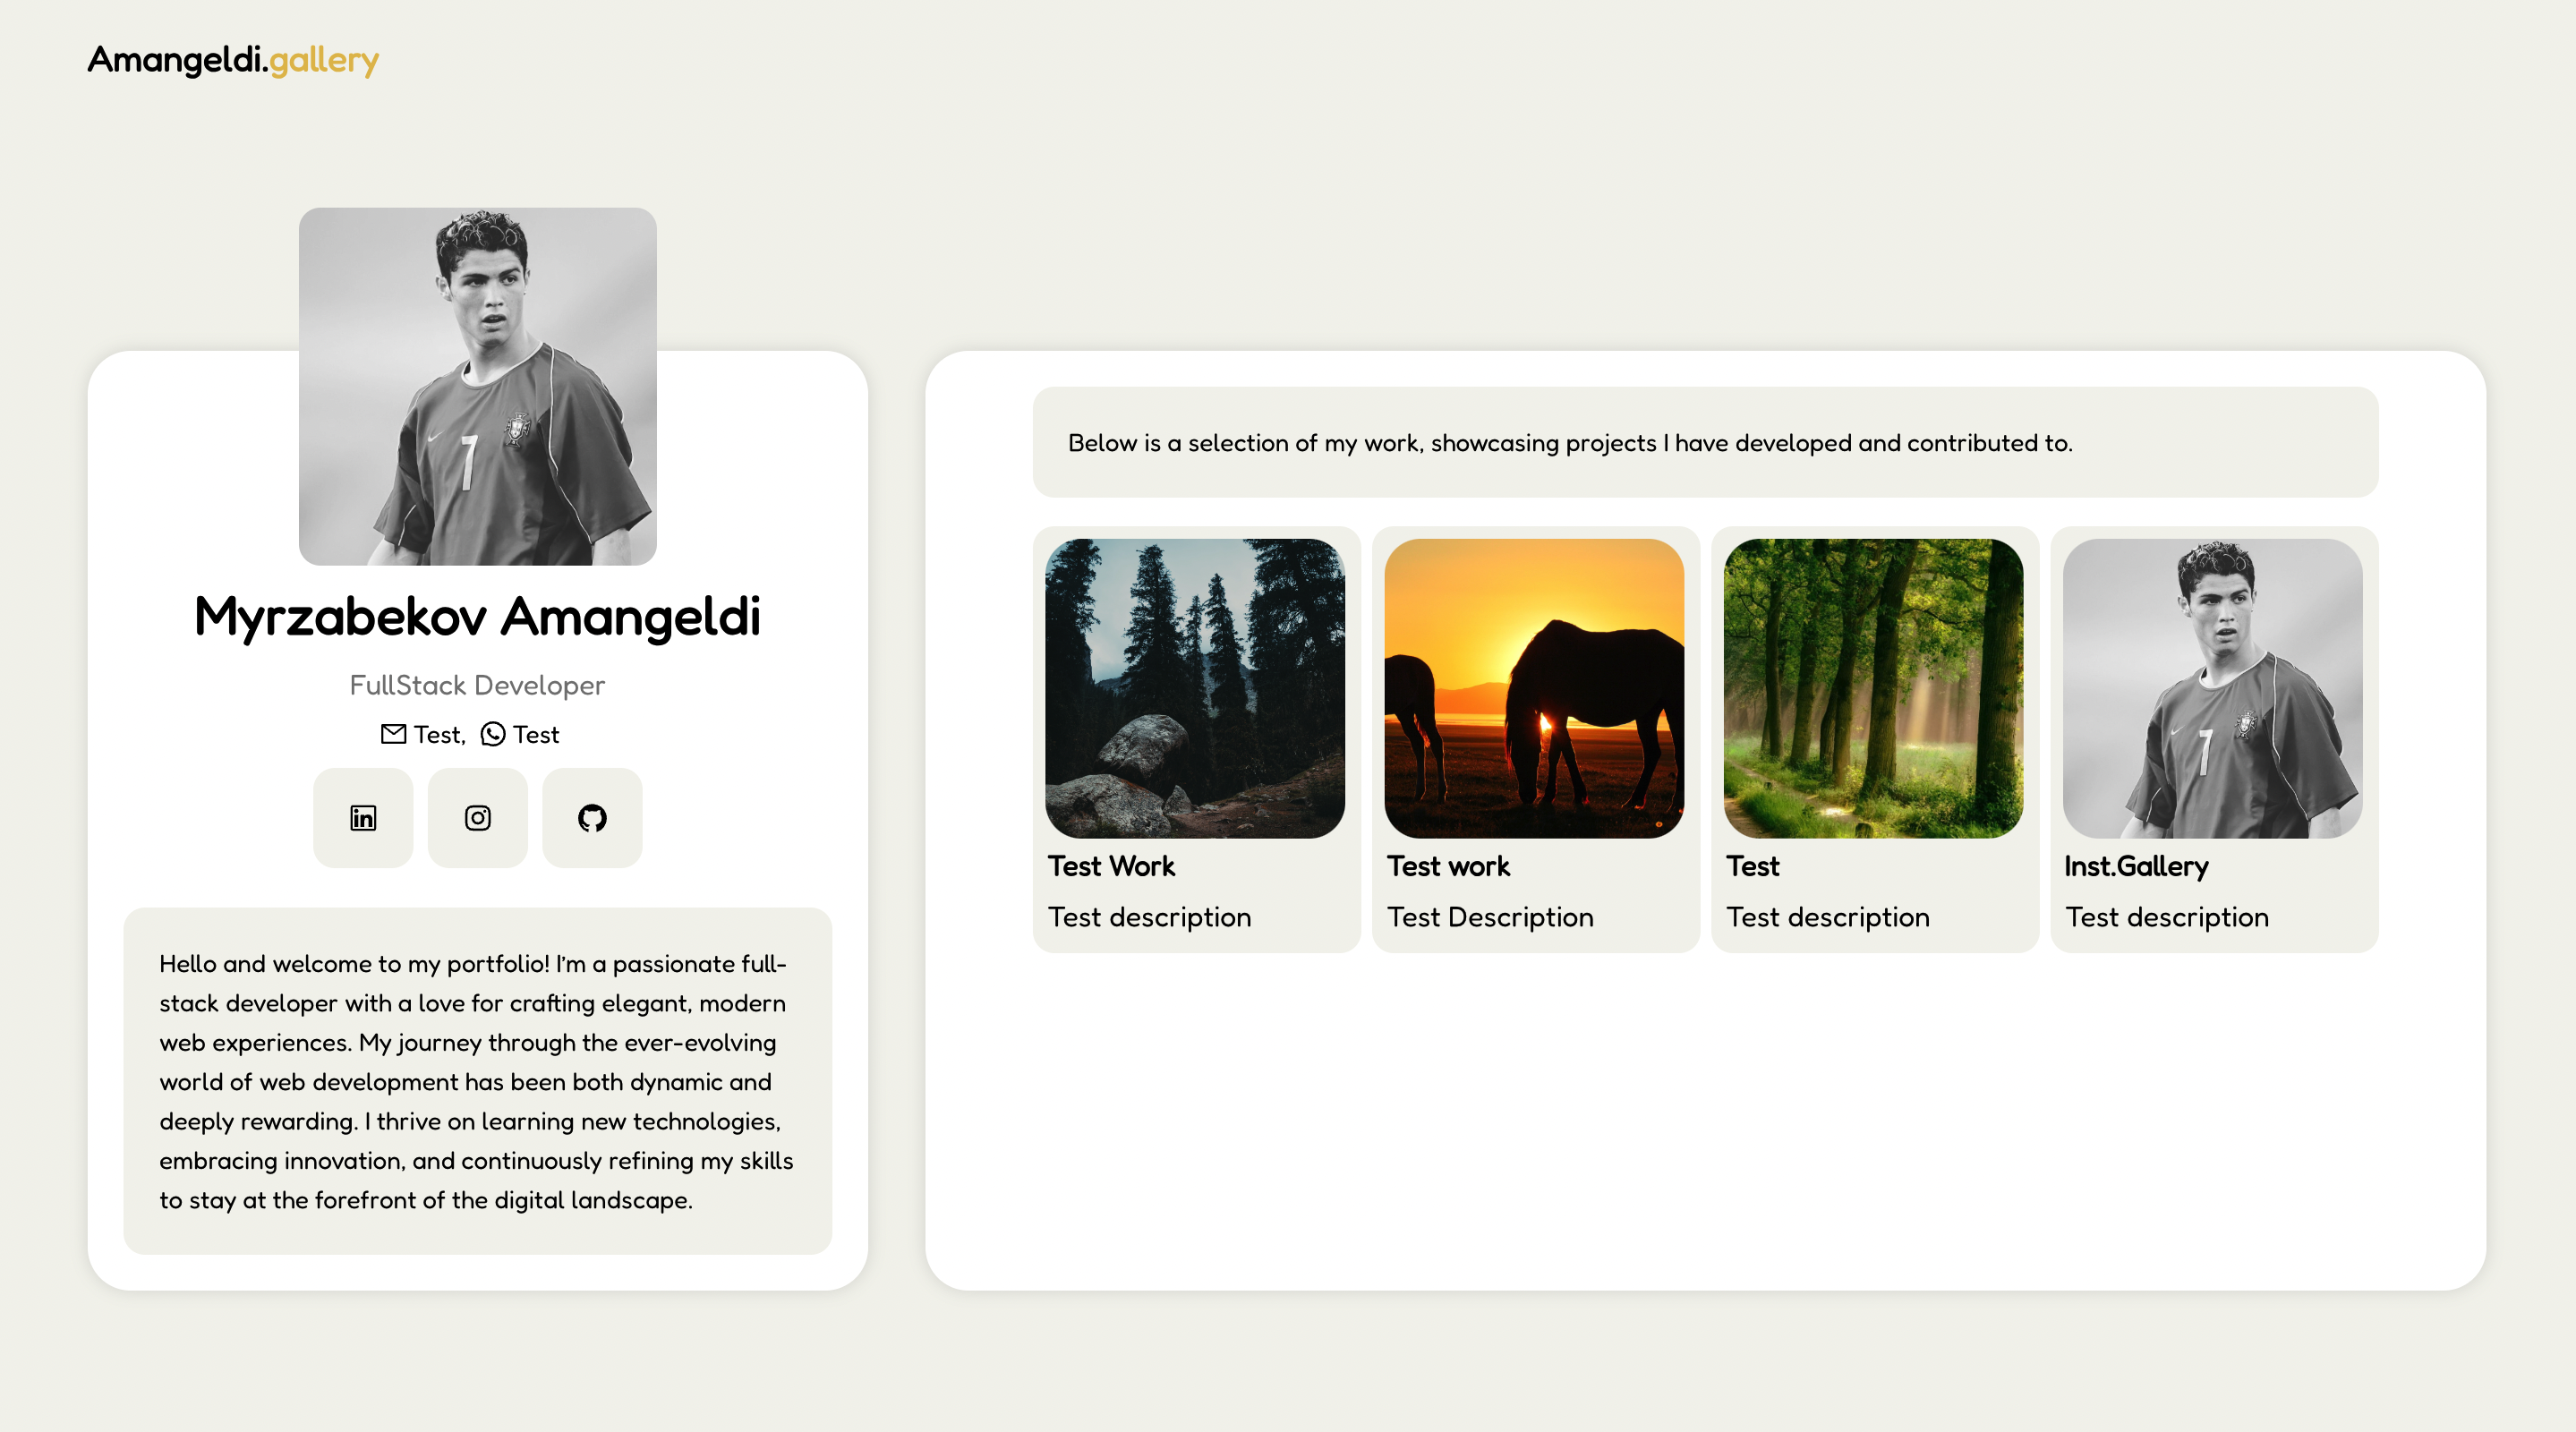 Amangeldi.gallery
7
Myrzabekov Amangeldi
FullStack Developer
Test, Test
in
Hello and welcome to my portfolio! I'm a passionate full-
stack developer with a love for crafting elegant, modern
web experiences. My journey through the ever-evolving
world of web development has been both dynamic and
deeply rewarding. I thrive on learning new technologies,
embracing innovation, and continuously refining my skills
to stay at the forefront of the digital landscape.
Below is a selection of my work, showcasing projects I have developed and contributed to.
7
Test Work
Test description
Test work
Test Description
Test
Test description
Inst.Gallery
Test description